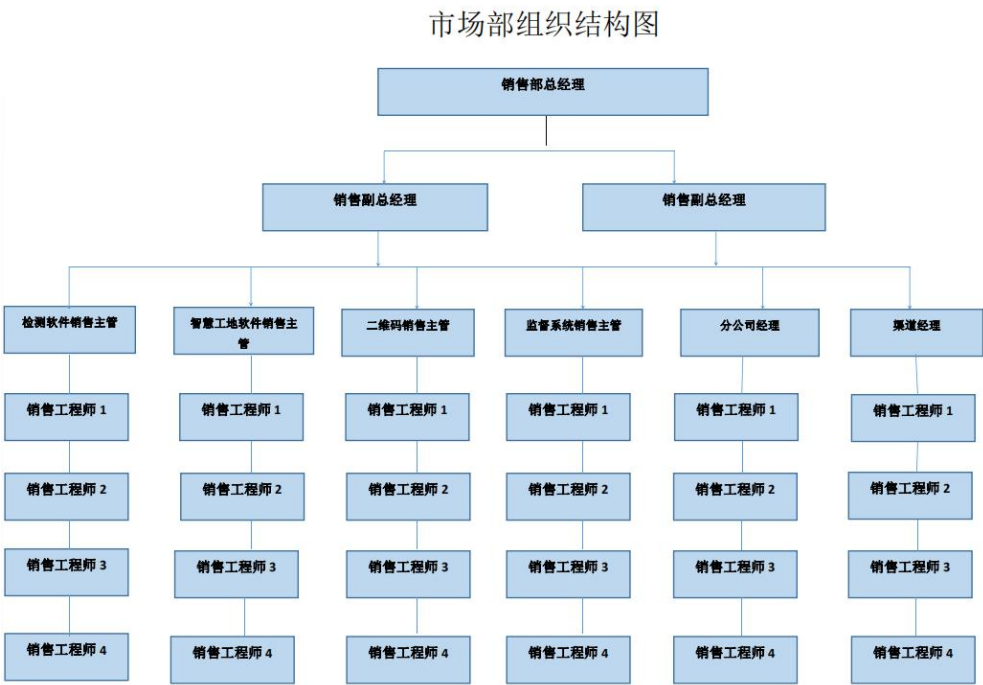 市场部组织结构图
销售部总经理
销售副总经理
销售副总经理
检测软件销售主管
智慧工地软件销售主
管
二维码销售主管
监督系统销售主管
分公司经理
渠道经理
销售工程师 1
销售工程师 1
销售工程师 1
销售工程师 1
销售工程师 1
销售工程师 1
销售工程师 2
销售工程师 2
销售工程师 2
销售工程师 2
销售工程师 2
销售工程师 2
销售工程师 3
销售工程师 3
销售工程师 3
销售工程师 3
销售工程师 3
销售工程师 3
销售工程师 4
销售工程师 4
销售工程师 4
销售工程师 4
销售工程师 4
销售工程师 4